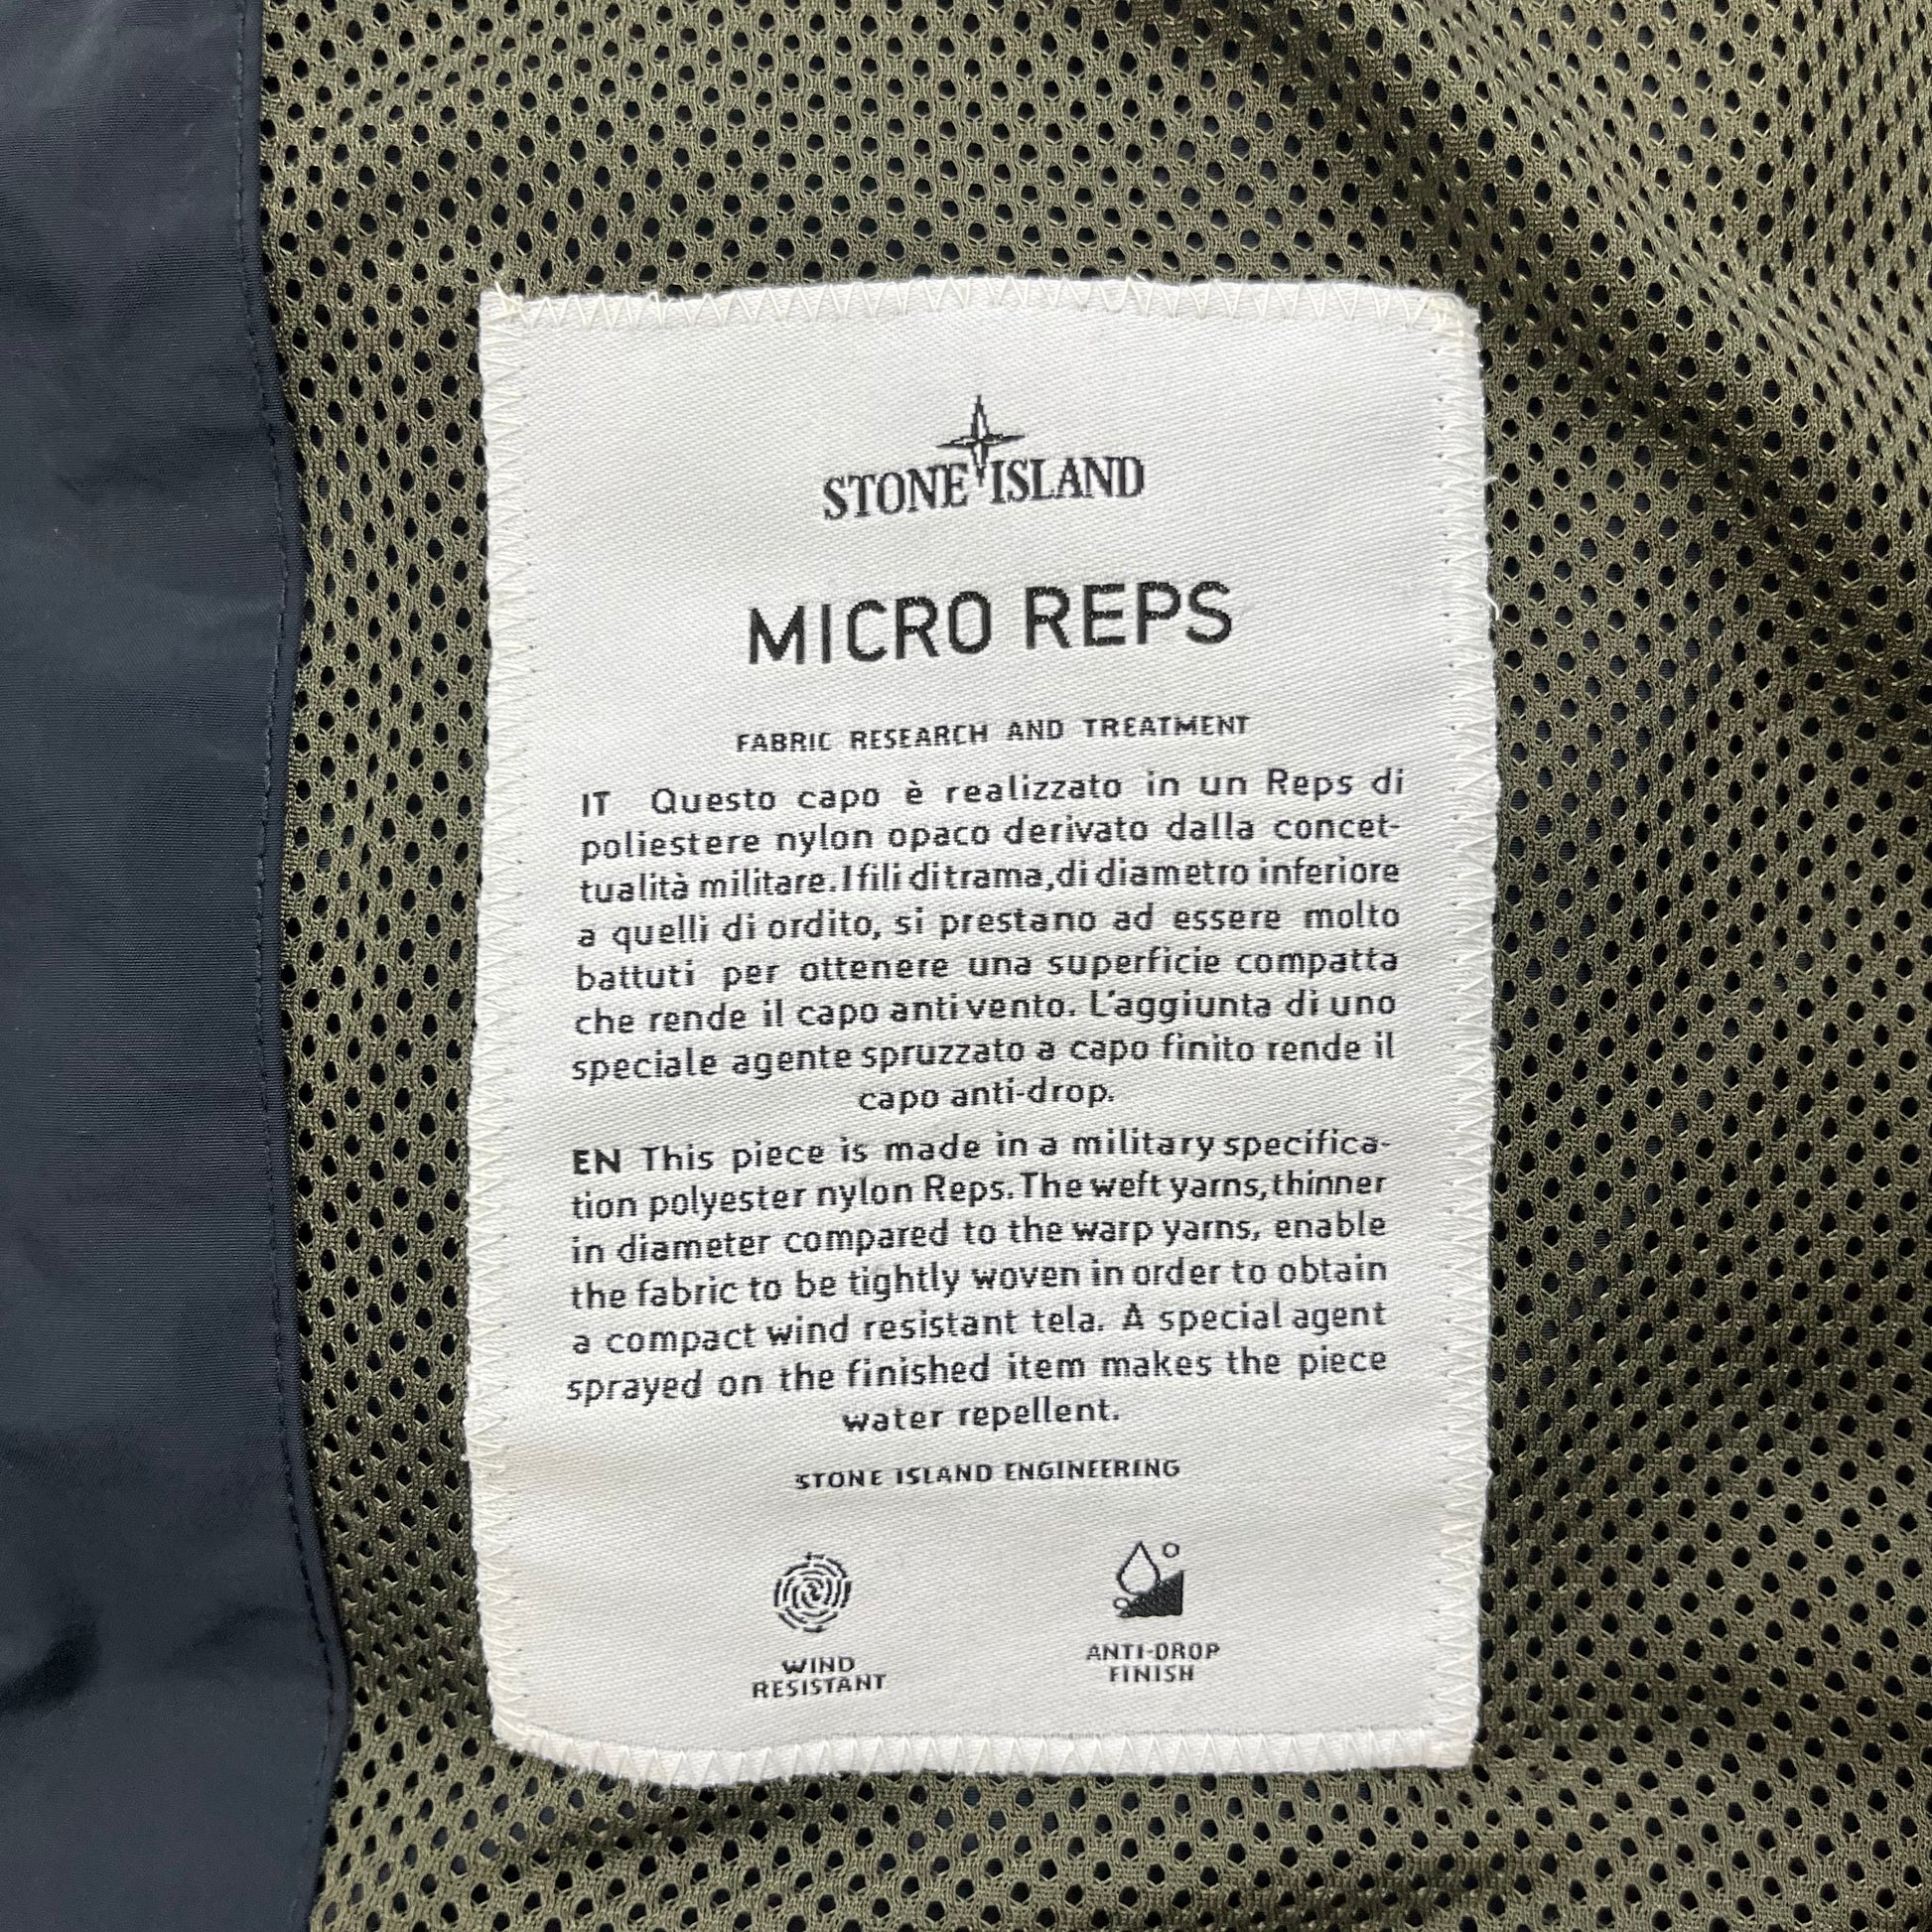 STONE ISLAND
MICRO REPS
FABRIC RESEARCH AND TREATMENT
IT Questo capo è realizzato in un Reps di
poliestere nylon opaco derivato dalla concet-
tualità militare. I fili di trama, di diametro inferiore
a quelli di ordito, si prestano ad essere molto
battuti per ottenere una superficie compatta
che rende il capo antivento. L'aggiunta di uno
speciale agente spruzzato a capo finito rende il
capo anti-drop.
EN This piece is made in a military specifica-
tion polyester nylon Reps. The weft yarns, thinner
in diameter compared to the warp yarns, enable
the fabric to be tightly woven in order to obtain
a compact wind resistant tela. A special agent
sprayed on the finished item makes the piece
water repellent.
STONE ISLAND ENGINEERING
WIND
RESISTANT
ANTI-DROP
FINISH